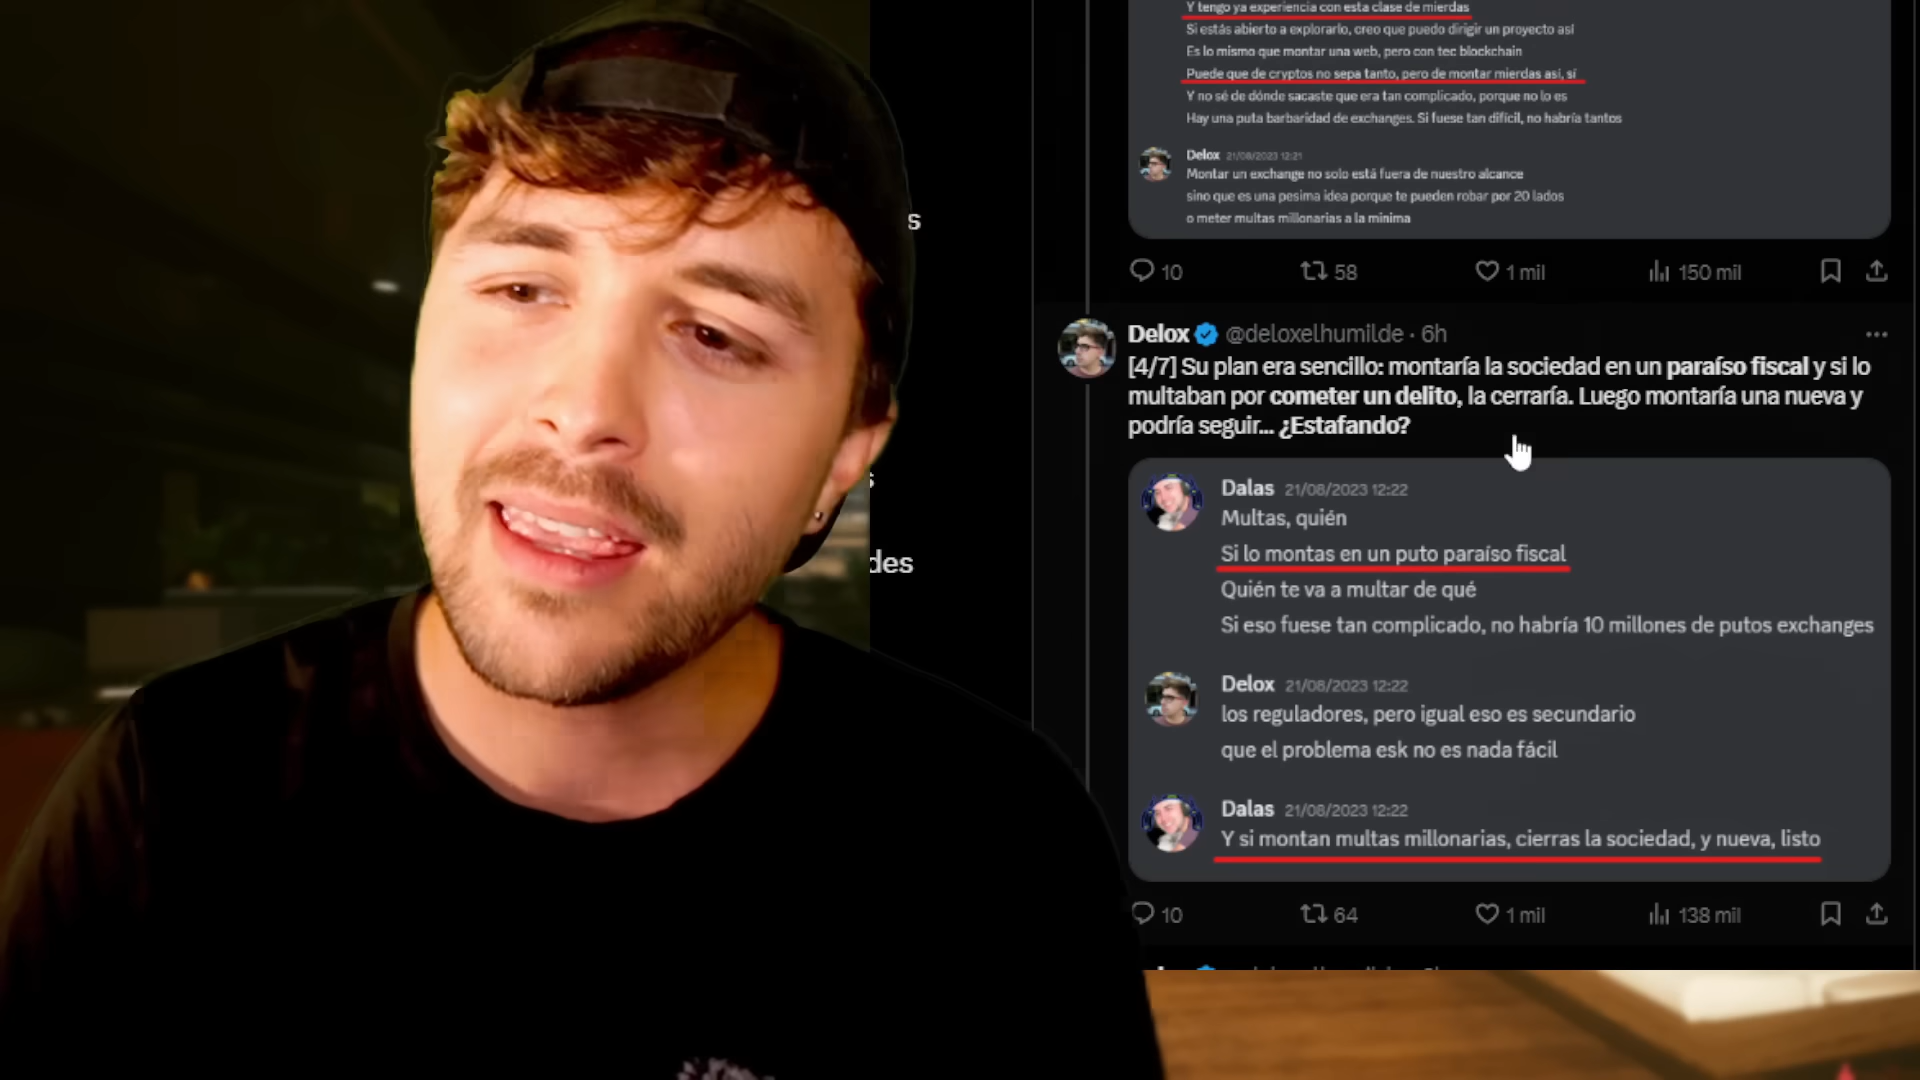 Y tengo ya experiencia con esta clase de mierdas
Si estás abierto a explorarlo, creo que puedo dirigir un proyecto así
Es lo mismo que montar una web, pero con tec blockchain
Puede que de cryptos no sepa tanto, pero de montar mierdas así, sí
Y no sé de dónde sacaste que era tan complicado, porque no lo es
Hay una puta barbaridad de exchanges. Si fuese tan difícil, no habría tantos
Delox 21/08/2023 12:21
Montar un exchange no solo está fuera de nuestro alcance
sino que es una pesima idea porque te pueden robar por 20 lados
o meter multas millonarias a la minima
10 58 1 mil 150 mil
s
Delox @deloxelhumilde · 6h
[4/7] Su plan era sencillo: montaría la sociedad en un paraíso fiscal y si lo
multaban por cometer un delito, la cerraría. Luego montaría una nueva y
podría seguir... ¿Estafando?
s
des
Dalas 21/08/2023 12:22
Multas, quién
Si lo montas en un puto paraíso fiscal
Quién te va a multar de qué
Si eso fuese tan complicado, no habría 10 millones de putos exchanges
Delox 21/08/2023 12:22
los reguladores, pero igual eso es secundario
que el problema esk no es nada fácil
Dalas 21/08/2023 12:22
Y si montan multas millonarias, cierras la sociedad, y nueva, listo
10 64 1 mil 138 mil